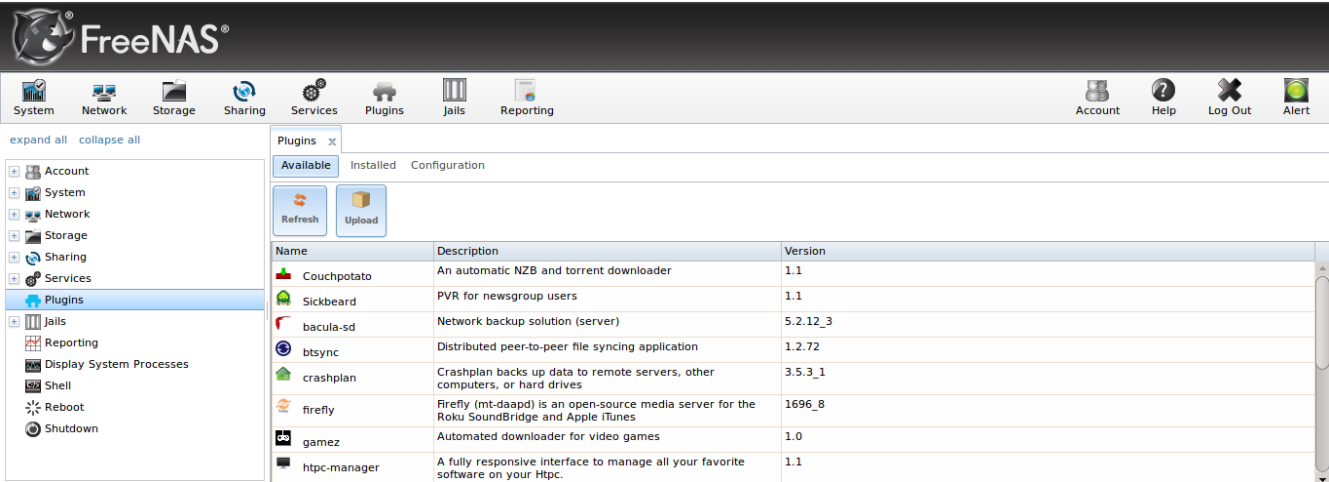 FreeNAS®
System Network Storage Sharing Services Plugins Jails Reporting Account Help Log Out Alert
expand all collapse all
Account
System
Network
Storage
Sharing
Services
Plugins
Jails
Reporting
Display System Processes
Shell
Reboot
Shutdown
Plugins x
Available Installed Configuration
Refresh Upload
Name Description Version
Couchpotato An automatic NZB and torrent downloader 1.1
Sickbeard PVR for newsgroup users 1.1
bacula-sd Network backup solution (server) 5.2.12_3
btsync Distributed peer-to-peer file syncing application 1.2.72
crashplan Crashplan backs up data to remote servers, other 3.5.3_1
computers, or hard drives
firefly Firefly (mt-daapd) is an open-source media server for the 1696_8
Roku SoundBridge and Apple iTunes
gamez Automated downloader for video games 1.0
htpc-manager A fully responsive interface to manage all your favorite 1.1
software on your Htpc.